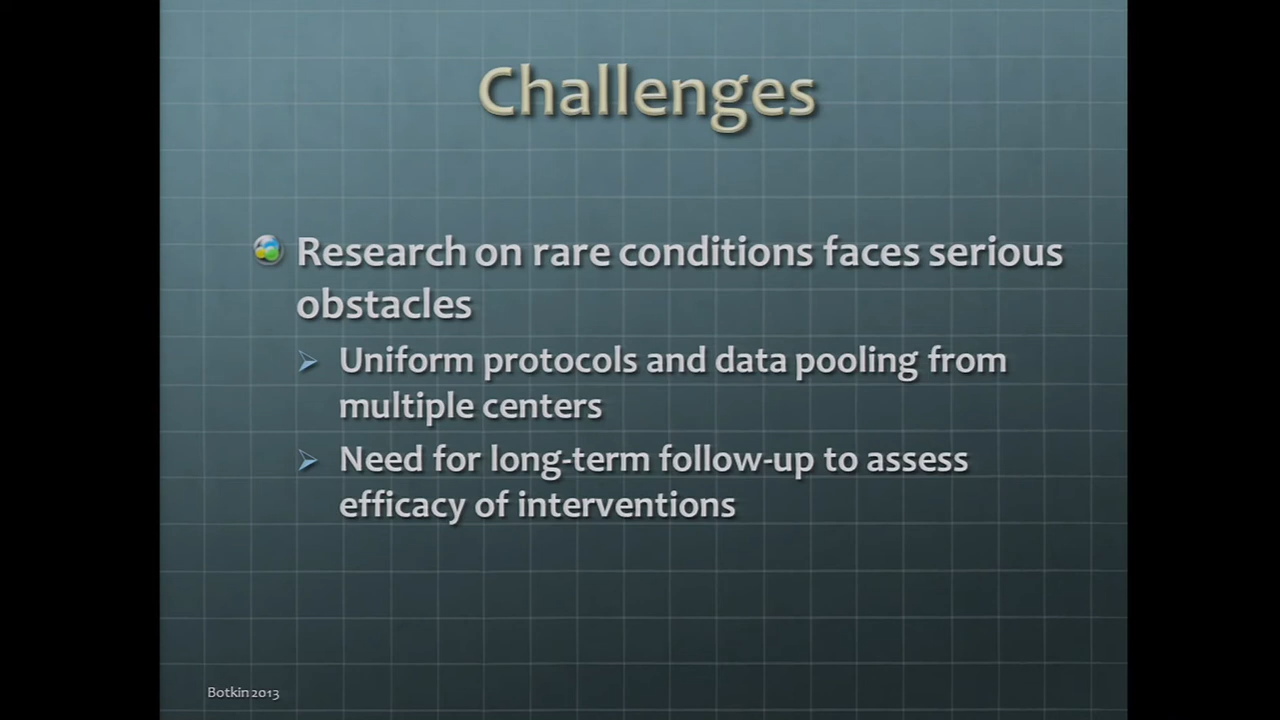 Challenges
Research on rare conditions faces serious
obstacles
Uniform protocols and data pooling from
multiple centers
Need for long-term follow-up to assess
efficacy of interventions
Botkin 2013